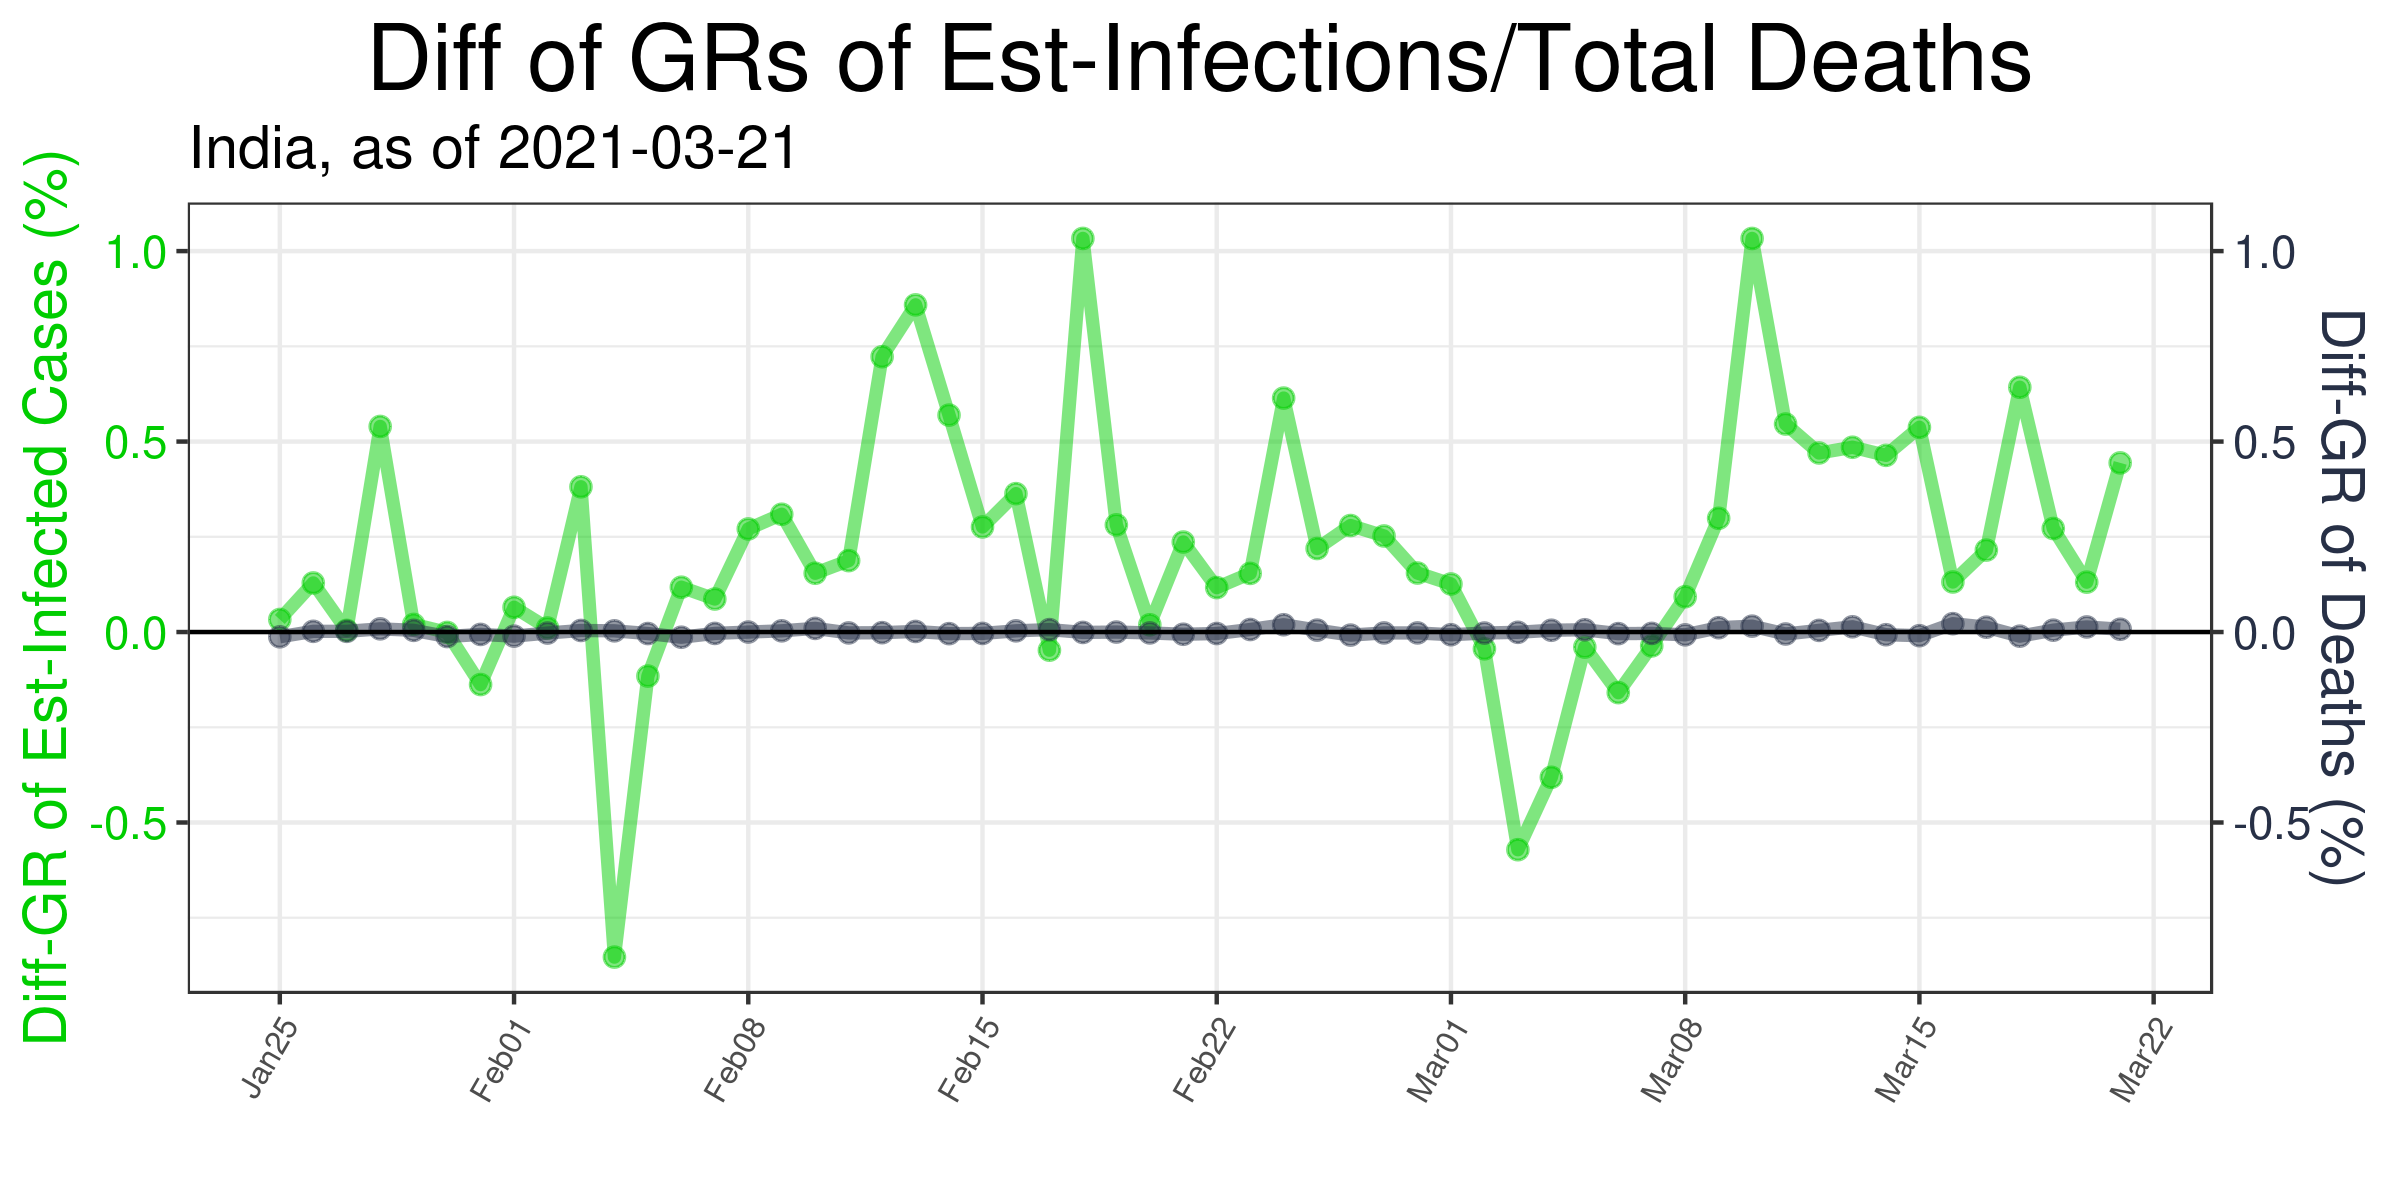 Diff of GRs of Est-Infections/Total Deaths
India, as of 2021-03-21
Diff-GR of Est-Infected Cases (%)
1.0
0.5
0.0
-0.5
1.0
0.5
0.0
-0.5
Diff-GR of Deaths (%)
Jan25 Feb01 Feb08 Feb15 Feb22 Mar01 Mar08 Mar15 Mar22